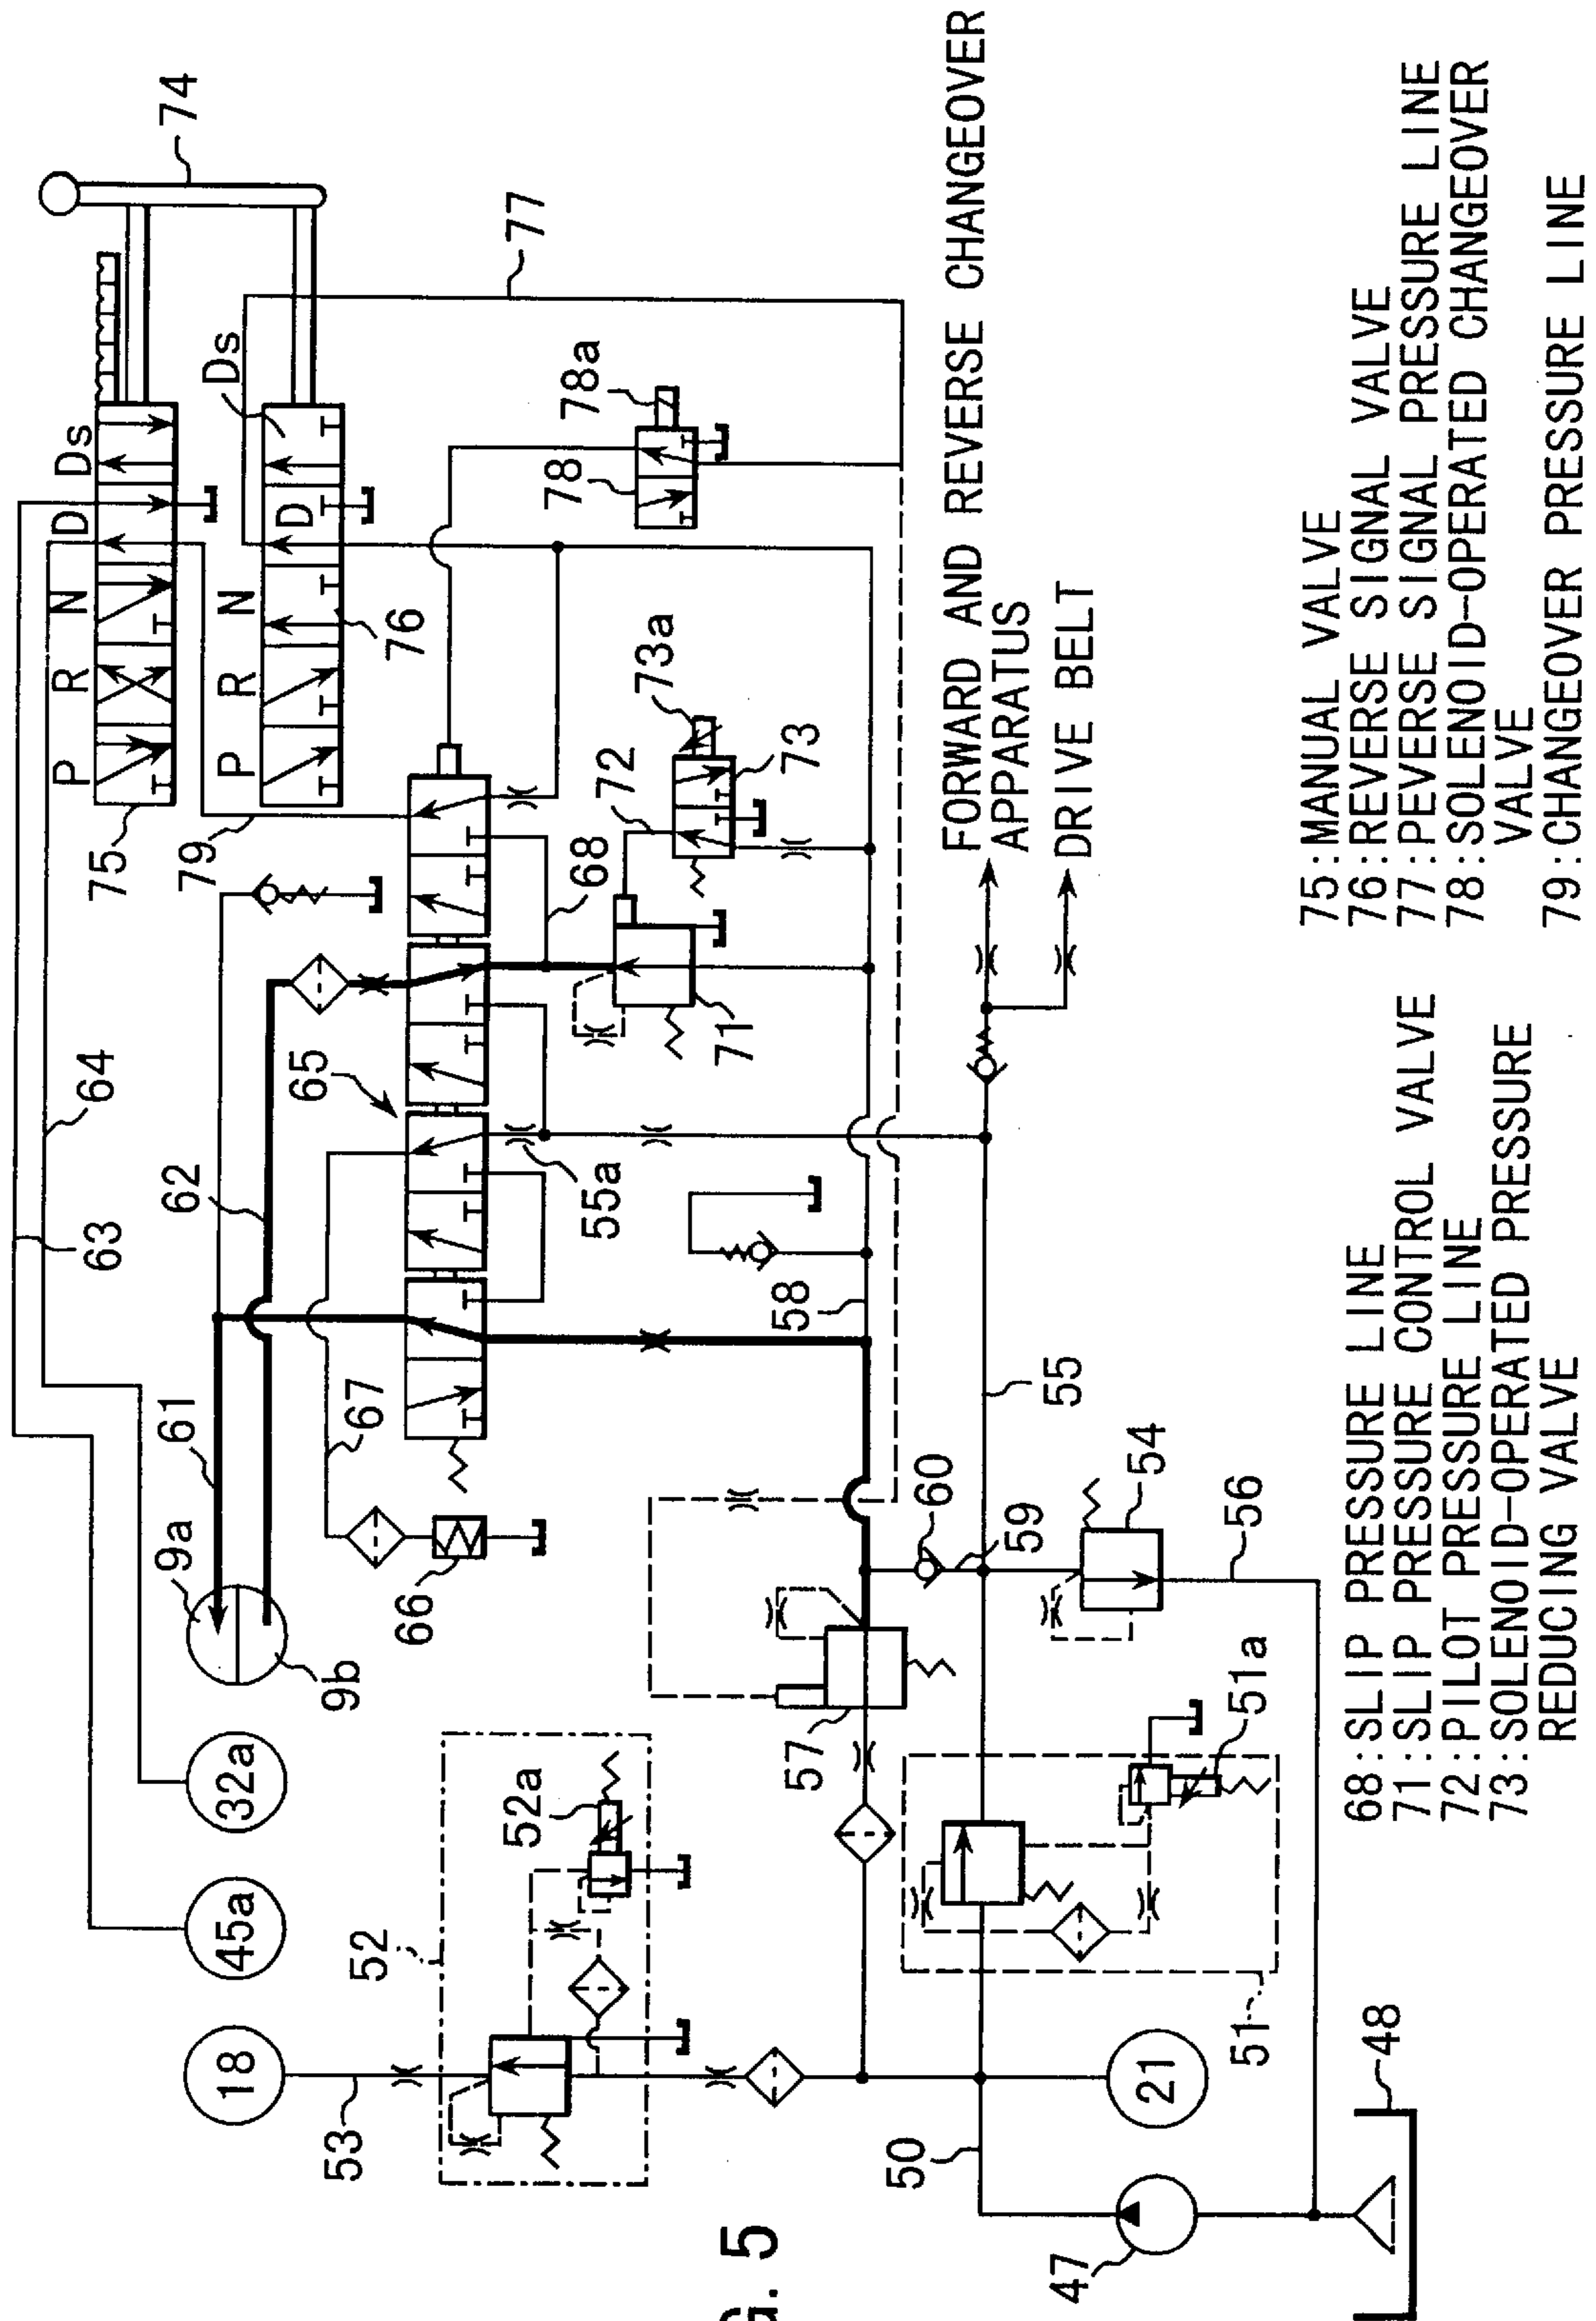 G. 5
18
45a
32a
9a
9b
53
52
52a
61
62
63
64
65
66
67
68
55a
74
75
P R N D Ds
79
P R N D Ds
76
77
78
78a
72
73
73a
71
58
57
60
59
55
54
56
51a
51
50
21
47
48
FORWARD AND REVERSE CHANGEOVER
APPARATUS
DRIVE BELT
68:SLIP PRESSURE LINE
71:SLIP PRESSURE CONTROL VALVE
72:PILOT PRESSURE LINE
73:SOLENOID-OPERATED PRESSURE
REDUCING VALVE
75:MANUAL VALVE
76:REVERSE SIGNAL VALVE
77:PEVERSE SIGNAL PRESSURE LINE
78:SOLENOID-OPERATED CHANGEOVER
VALVE
79:CHANGEOVER PRESSURE LINE